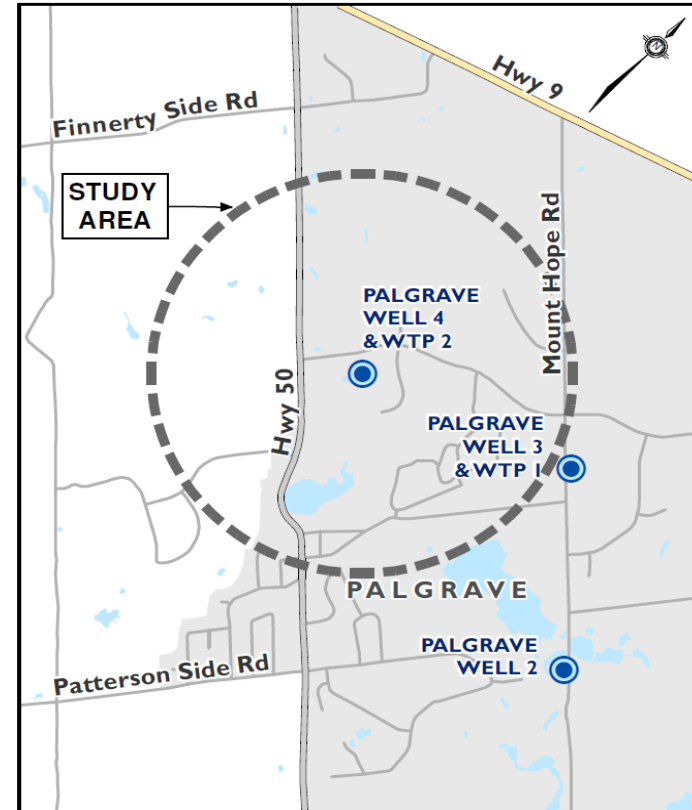 N
Hwy 9
Finnerty Side Rd
STUDY
AREA
Mount Hope Rd
PALGRAVE
WELL 4
& WTP 2
Hwy 50
PALGRAVE
WELL 3
& WTP 1
PALGRAVE
PALGRAVE
WELL 2
Patterson Side Rd